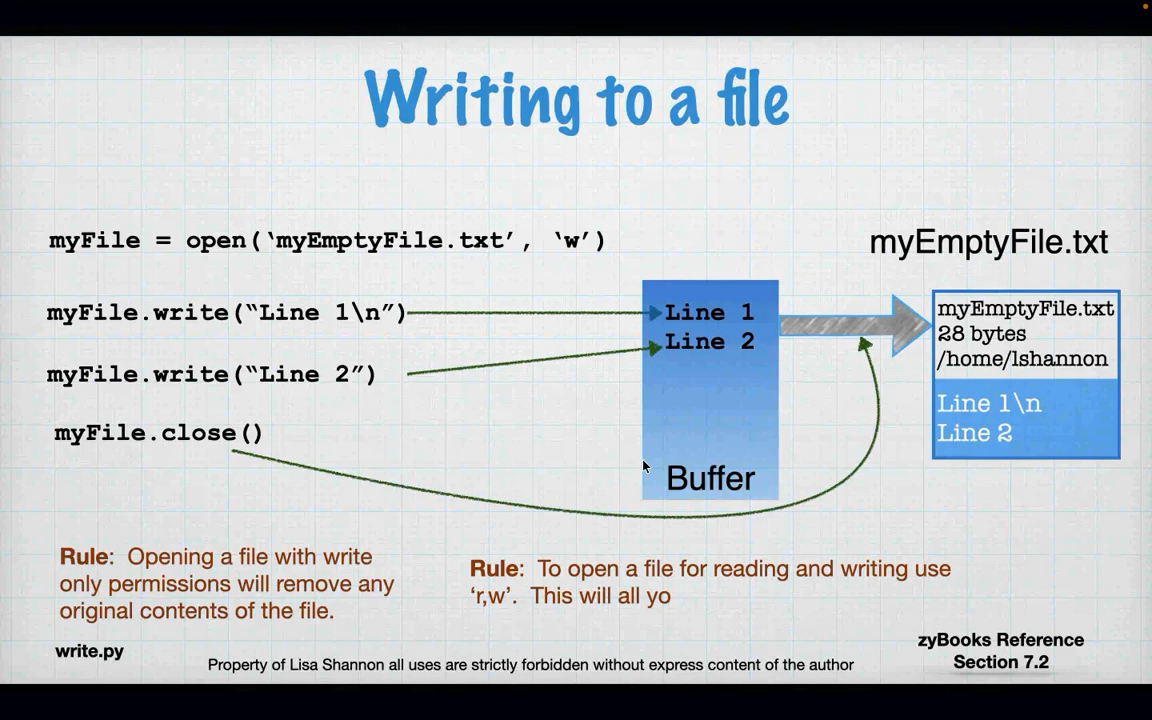 Writing to a file
myFile = open(‘myEmptyFile.txt’, ‘w’)
myEmptyFile.txt
myFile.write(“Line 1\n”)
myFile.write(“Line 2”)
myFile.close()
Line 1
Line 2
Buffer
myEmptyFile.txt
28 bytes
/home/lshannon
Line 1\n
Line 2
Rule: Opening a file with write
only permissions will remove any
original contents of the file.
Rule: To open a file for reading and writing use
‘r,w’. This will all yo
write.py
Property of Lisa Shannon all uses are strictly forbidden without express content of the author
zyBooks Reference
Section 7.2